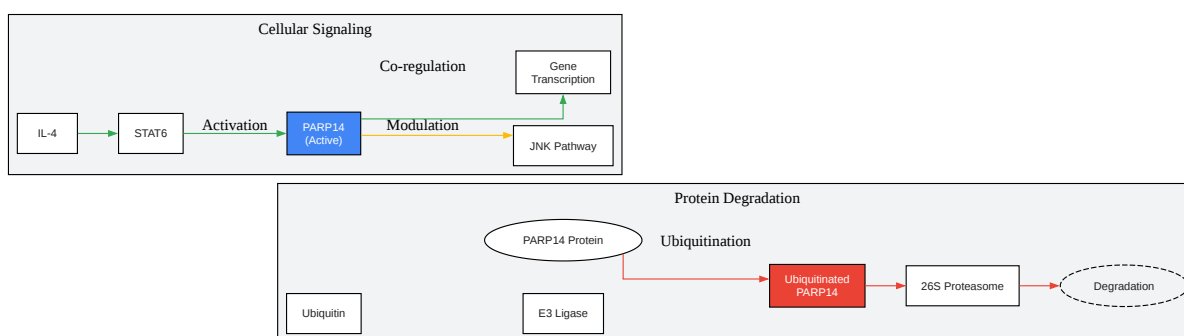 Cellular Signaling
Co-regulation
Gene
Transcription
IL-4
STAT6
Activation
PARP14
(Active)
Modulation
JNK Pathway
Protein Degradation
PARP14 Protein
Ubiquitination
Ubiquitinated
PARP14
26S Proteasome
Degradation
Ubiquitin
E3 Ligase